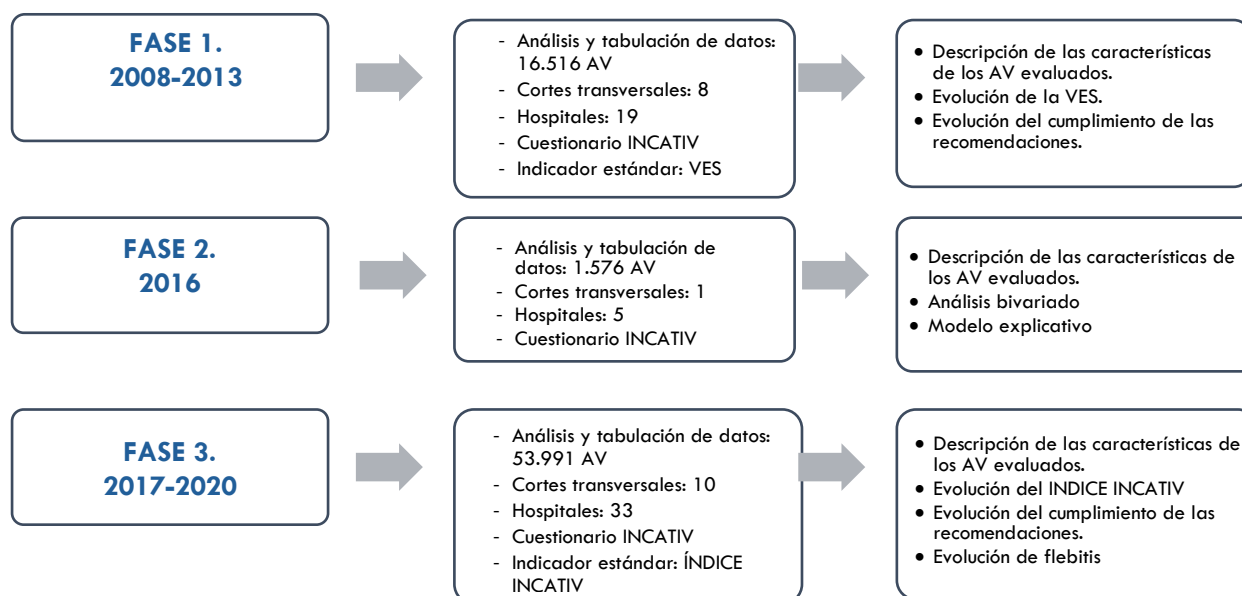 FASE 1.
2008-2013
- Análisis y tabulación de datos:
16.516 AV
- Cortes transversales: 8
- Hospitales: 19
- Cuestionario INCATIV
- Indicador estándar: VES
• Descripción de las características
de los AV evaluados.
• Evolución de la VES.
• Evolución del cumplimiento de las
recomendaciones.
FASE 2.
2016
- Análisis y tabulación de
datos: 1.576 AV
- Cortes transversales: 1
- Hospitales: 5
- Cuestionario INCATIV
• Descripción de las características de
los AV evaluados.
• Análisis bivariado
• Modelo explicativo
FASE 3.
2017-2020
- Análisis y tabulación de datos:
53.991 AV
- Cortes transversales: 10
- Hospitales: 33
- Cuestionario INCATIV
- Indicador estándar: ÍNDICE
INCATIV
• Descripción de las características de
los AV evaluados.
• Evolución del INDICE INCATIV
• Evolución del cumplimiento de las
recomendaciones.
• Evolución de flebitis